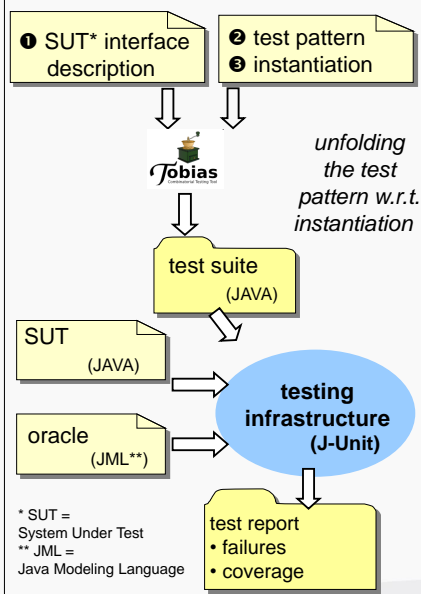 ❶ SUT* interface
description
❷ test pattern
❸ instantiation
Tobias
Combinatorial Testing Tool
unfolding
the test
pattern w.r.t.
instantiation
test suite
(JAVA)
SUT
(JAVA)
oracle
(JML**)
testing
infrastructure
(J-Unit)
* SUT =
System Under Test
** JML =
Java Modeling Language
test report
• failures
• coverage